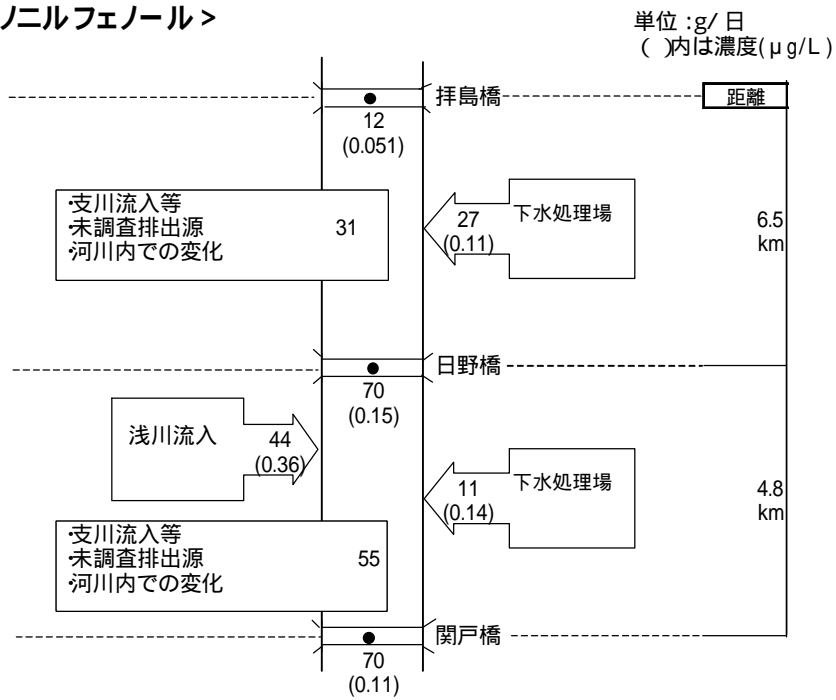 ノニルフェノール>
単位:g/日
( )内は濃度(μg/L)
拝島橋
距離
12
(0.051)
・支川流入等
・未調査排出源
・河川内での変化
31
27
(0.11)
下水処理場
6.5
km
日野橋
70
(0.15)
浅川流入
44
(0.36)
11
(0.14)
下水処理場
4.8
km
・支川流入等
・未調査排出源
・河川内での変化
55
関戸橋
70
(0.11)